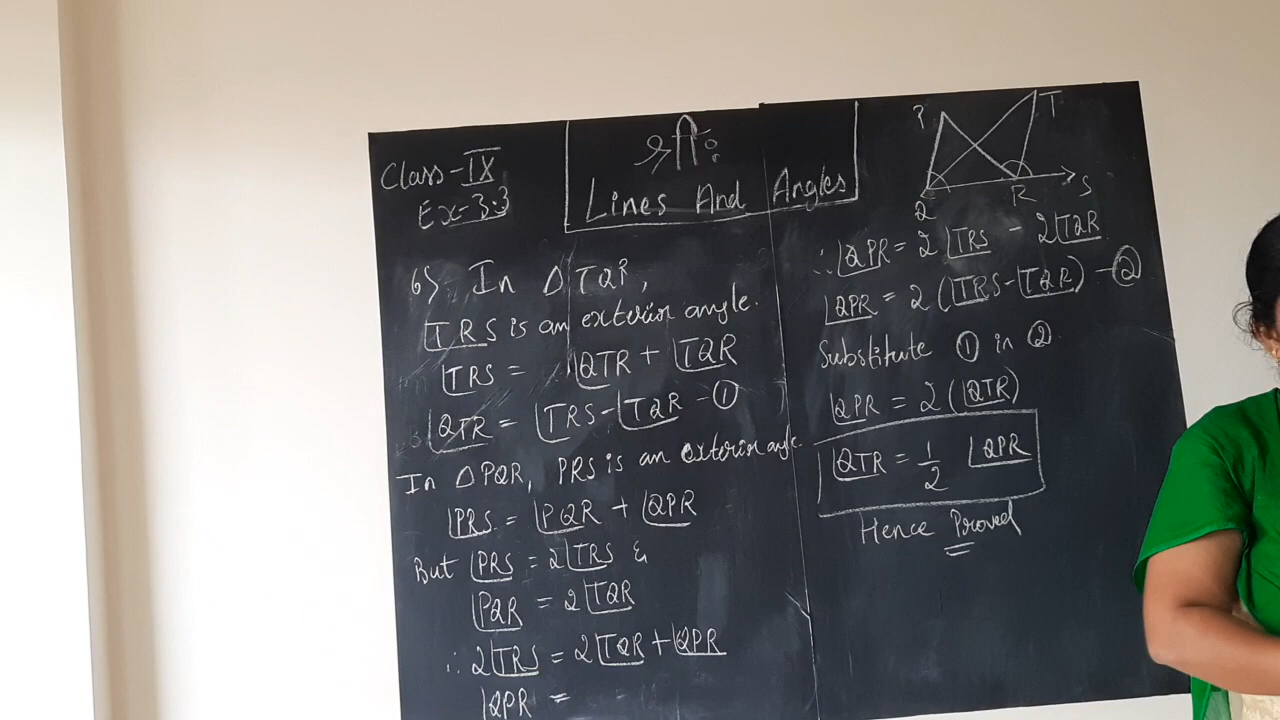 Class-IX
Ex-3.3
Lines And Angles
6) In △TQR,
∠TRS is an exterior angle.
∠TRS = ∠QTR + ∠TQR
∠QTR = ∠TRS - ∠TQR - ①
In △PQR, PRS is an exterior angle
∠PRS = ∠PQR + ∠QPR
But ∠PRS = 2∠TRS &
∠PQR = 2∠TQR
∴ 2∠TRS = 2∠TQR + ∠QPR
∠QPR =
P T
Q R S
∴ ∠QPR = 2∠TRS - 2∠TQR
∠QPR = 2(∠TRS - ∠TQR) - ②
Substitute ① in ②
∠QPR = 2(∠QTR)
∠QTR = 1/2 ∠QPR
Hence Proved